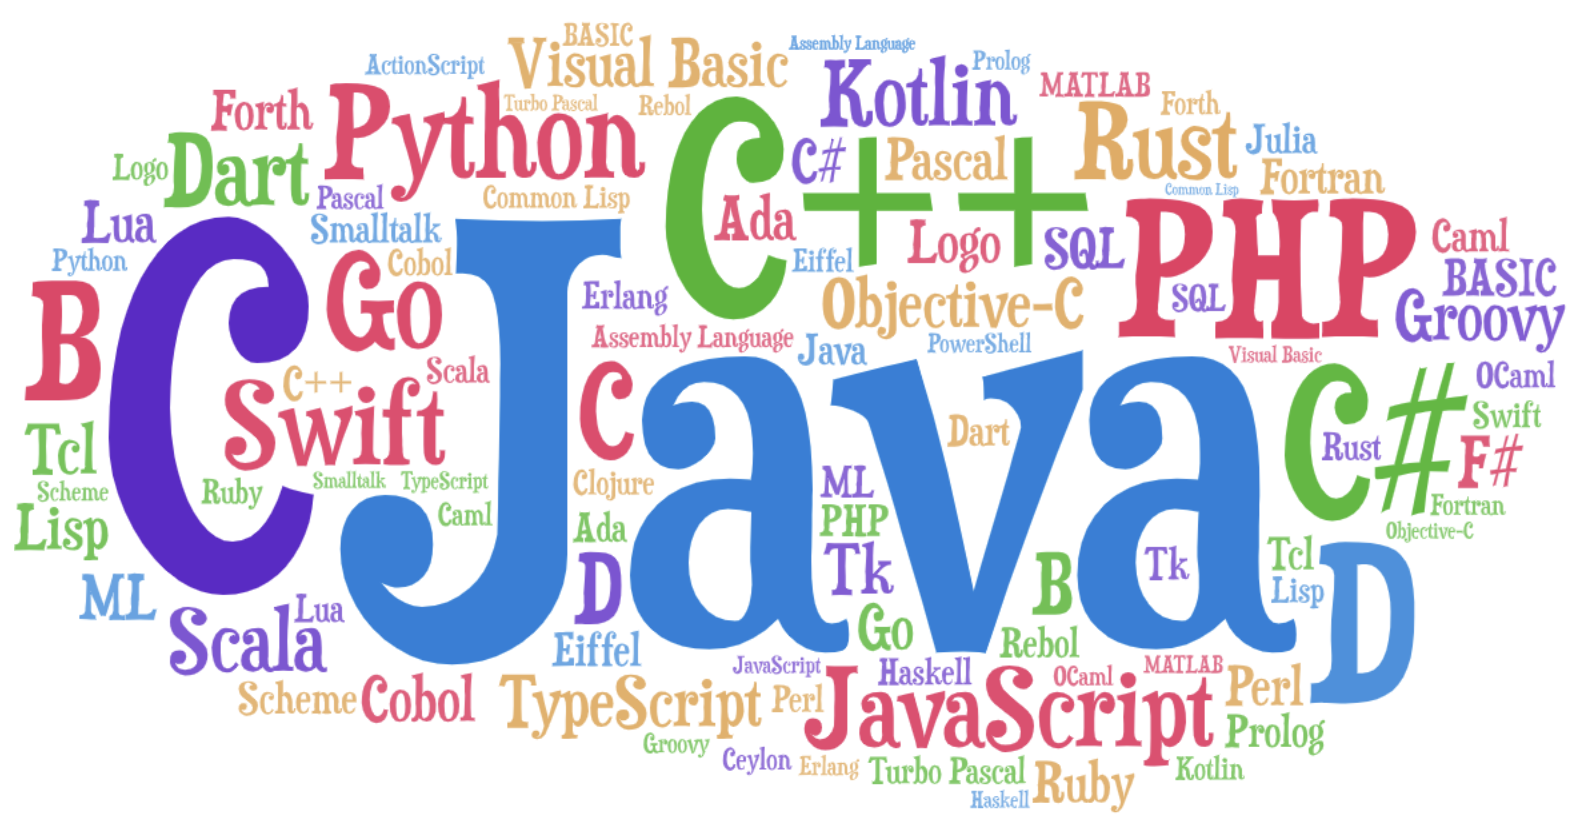 BASIC
Visual Basic
Assembly Language
ActionScript
Prolog
Kotlin
MATLAB
Turbo Pascal
Rebol
Forth
Forth
Python
C++
Rust
Julia
Logo
Dart
C#
Pascal
Fortran
Pascal
Common Lisp
Common Lisp
Lua
Smalltalk
Ada
Logo
SQL
PHP
Caml
Python
Cobol
Eiffel
BASIC
C
Go
Java
Erlang
Objective-C
SQL
Groovy
B
Assembly Language
Java
PowerShell
Visual Basic
C++
Scala
OCaml
Swift
C
Dart
C#
Swift
Tcl
Rust
F#
Scheme
Ruby
Smalltalk
TypeScript
Clojure
ML
Fortran
Lisp
Caml
Ada
PHP
Objective-C
Tk
Tk
Tcl
ML
D
B
Lisp
D
Scala
Lua
Go
Eiffel
Rebol
JavaScript
Haskell
OCaml
MATLAB
Scheme
Cobol
TypeScript
Perl
JavaScript
Perl
Groovy
Prolog
Ceylon
Erlang
Turbo Pascal
Ruby
Kotlin
Haskell